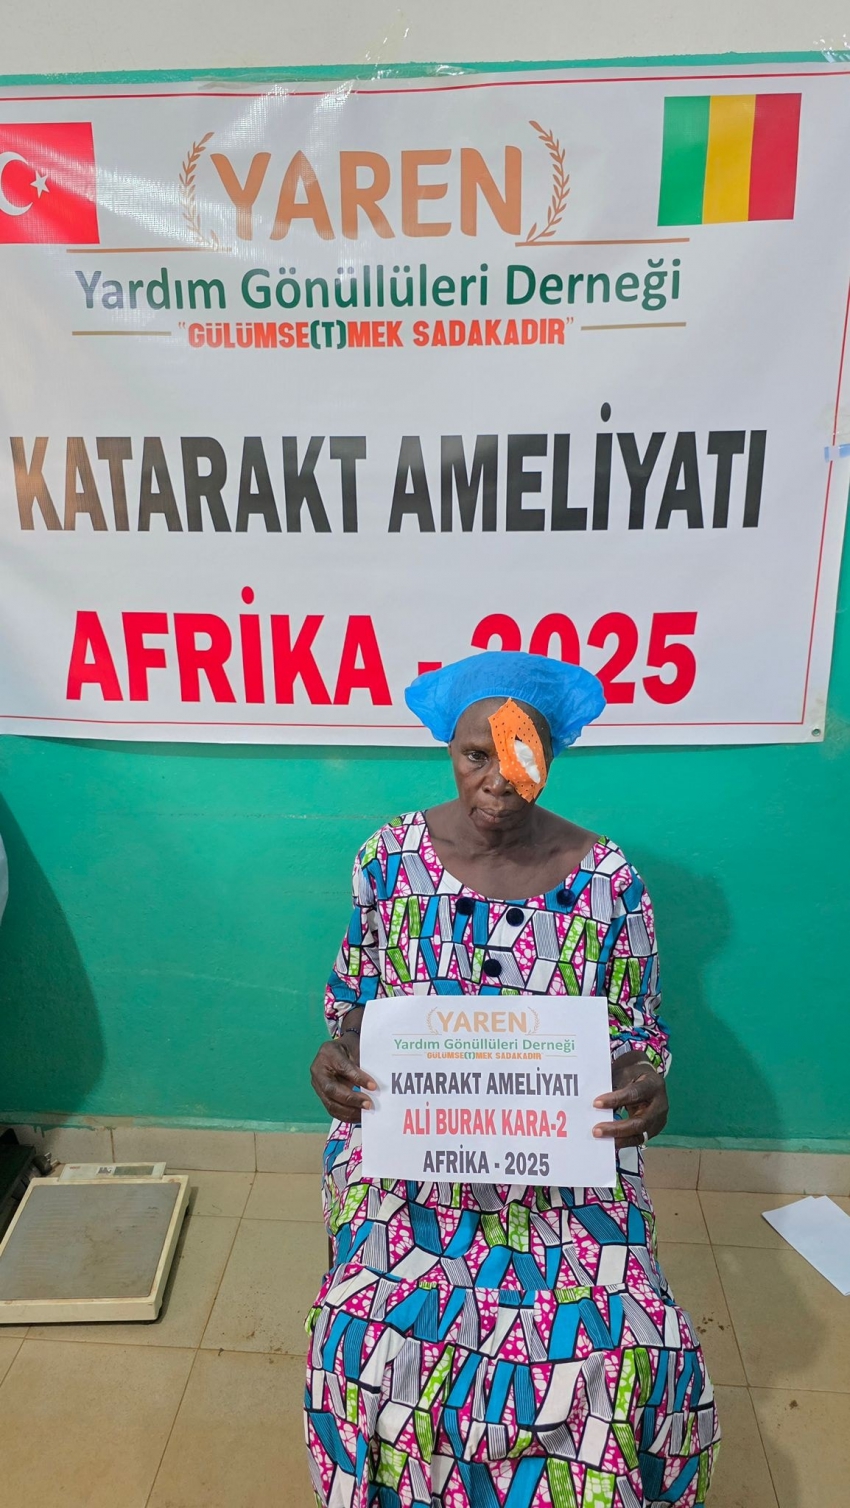 YAREN
Yardım Gönüllüleri Derneği
"GÜLÜMSE(T)MEK SADAKADIR"
KATARAKT AMELİYATI
AFRİKA - 2025
YAREN
Yardım Gönüllüleri Derneği
GÜLÜMSE(T)MEK SADAKADIR
KATARAKT AMELİYATI
ALİ BURAK KARA-2
AFRİKA - 2025